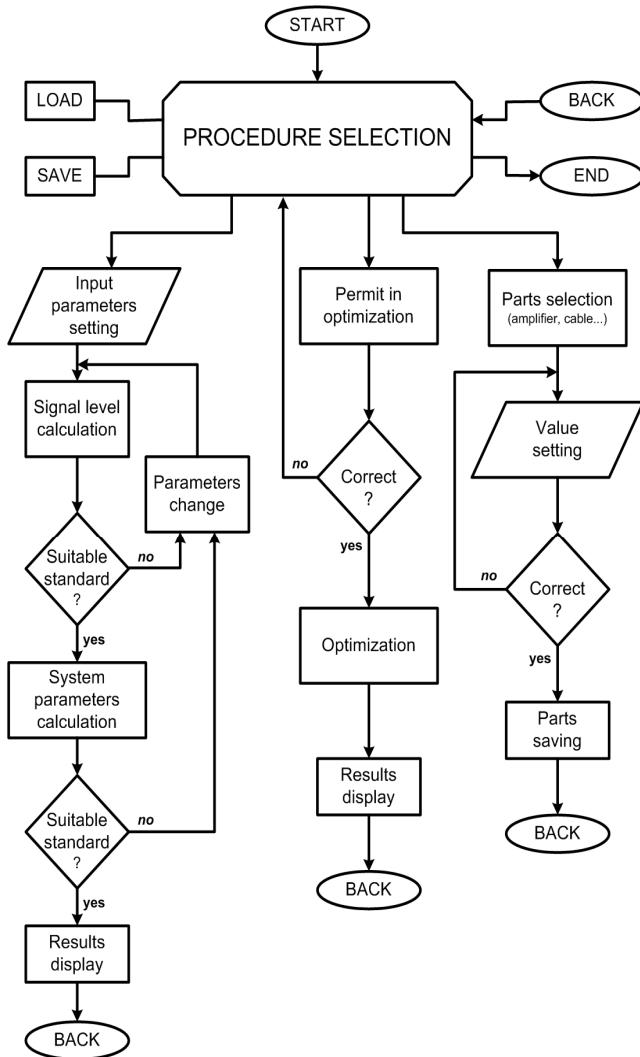 START
LOAD
BACK
PROCEDURE SELECTION
SAVE
END
Input
parameters
setting
Signal level
calculation
Parameters
change
Suitable
standard
?
no
yes
System
parameters
calculation
Suitable
standard
?
no
yes
Results
display
BACK
Permit in
optimization
Correct
?
no
yes
Optimization
Results
display
BACK
Parts selection
(amplifier, cable...)
Value
setting
Correct
?
no
yes
Parts
saving
BACK